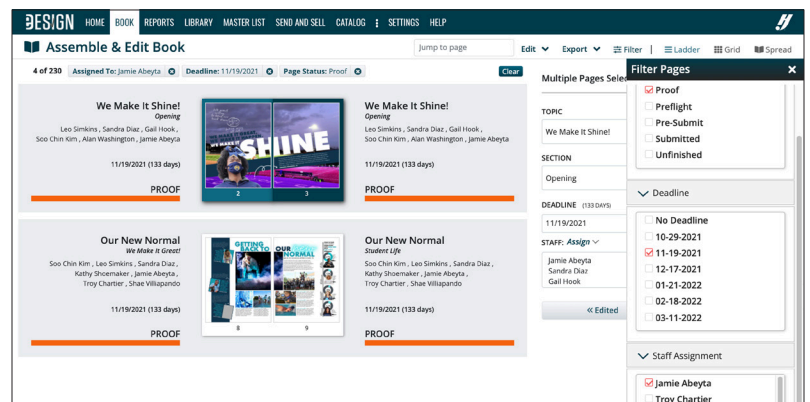 DESIGN HOME BOOK REPORTS LIBRARY MASTER LIST SEND AND SELL CATALOG SETTINGS HELP
Assemble & Edit Book
Jump to page
Edit Export Filter | Ladder Grid Spread
4 of 230 Assigned To: Jamie Abeyta Deadline: 11/19/2021 Page Status: Proof Clear
We Make It Shine!
Opening
Leo Simkins , Sandra Diaz , Gail Hook ,
Soo Chin Kim , Alan Washington , Jamie Abeyta
11/19/2021 (133 days)
PROOF
SHINE
2 3
We Make It Shine!
Opening
Leo Simkins , Sandra Diaz , Gail Hook ,
Soo Chin Kim , Alan Washington , Jamie Abeyta
11/19/2021 (133 days)
PROOF
Our New Normal
We Make It Great!
Soo Chin Kim , Leo Simkins , Sandra Diaz ,
Kathy Shoemaker , Jamie Abeyta ,
Troy Chartier , Shae Villapando
11/19/2021 (133 days)
PROOF
GETTING BACK TO OUR NORMAL
8 9
Our New Normal
Student Life
Soo Chin Kim , Leo Simkins , Sandra Diaz ,
Kathy Shoemaker , Jamie Abeyta ,
Troy Chartier , Shae Villapando
11/19/2021 (133 days)
PROOF
Multiple Pages Selec
TOPIC
We Make It Shine!
SECTION
Opening
DEADLINE (133 DAYS)
11/19/2021
STAFF: Assign
Jamie Abeyta
Sandra Diaz
Gail Hook
« Edited
Filter Pages
Proof
Preflight
Pre-Submit
Submitted
Unfinished
Deadline
No Deadline
10-29-2021
11-19-2021
12-17-2021
01-21-2022
02-18-2022
03-11-2022
Staff Assignment
Jamie Abeyta
Troy Chartier